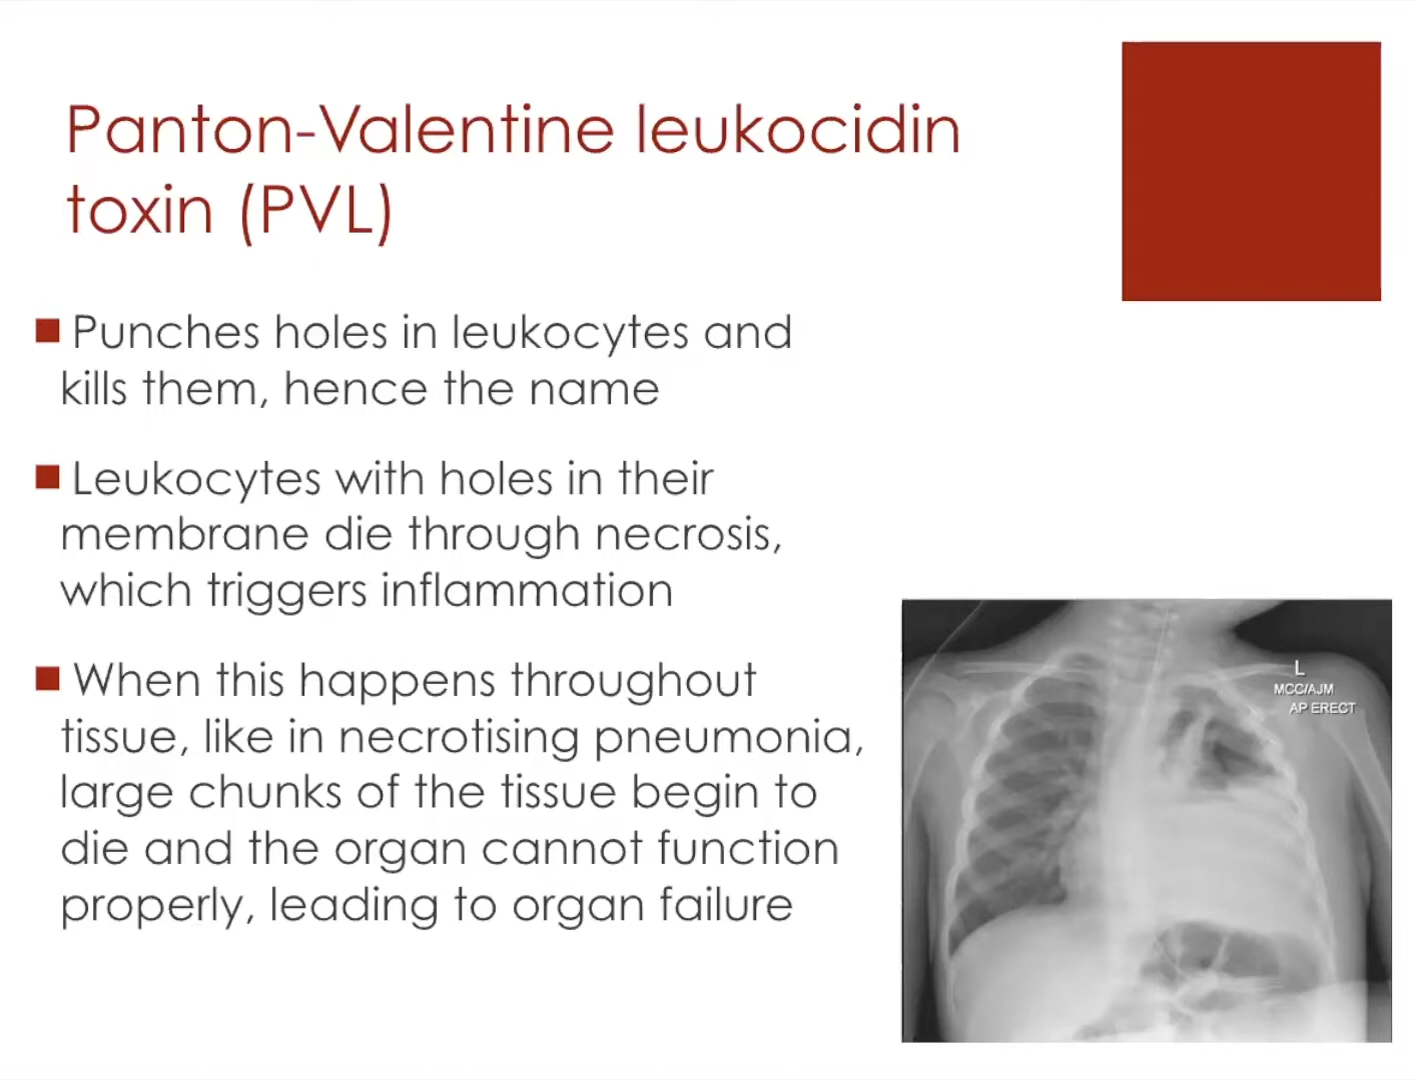 Panton-Valentine leukocidin
toxin (PVL)
Punches holes in leukocytes and
kills them, hence the name
Leukocytes with holes in their
membrane die through necrosis,
which triggers inflammation
When this happens throughout
tissue, like in necrotising pneumonia,
large chunks of the tissue begin to
die and the organ cannot function
properly, leading to organ failure
L
MCC/AJM
AP ERECT